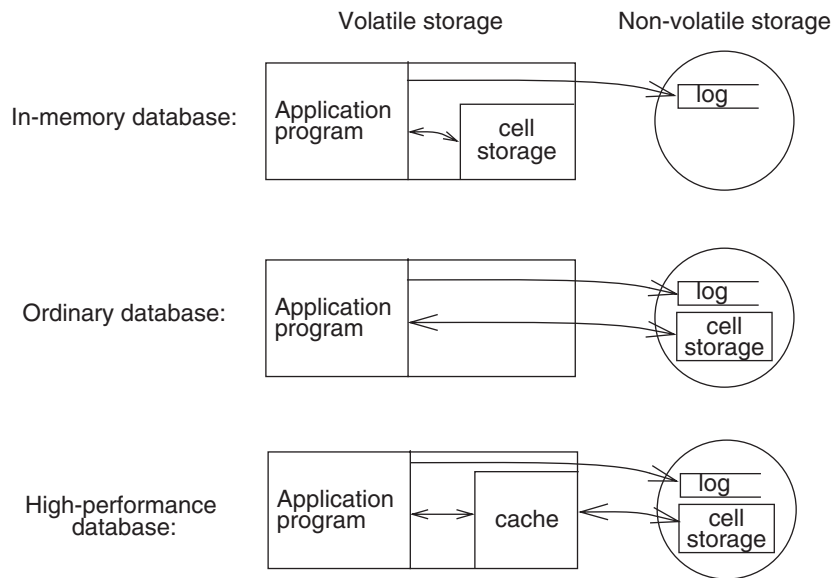 Volatile storage
Non-volatile storage
In-memory database:
Application
program
cell
storage
log
Ordinary database:
Application
program
log
cell
storage
High-performance
database:
Application
program
cache
log
cell
storage